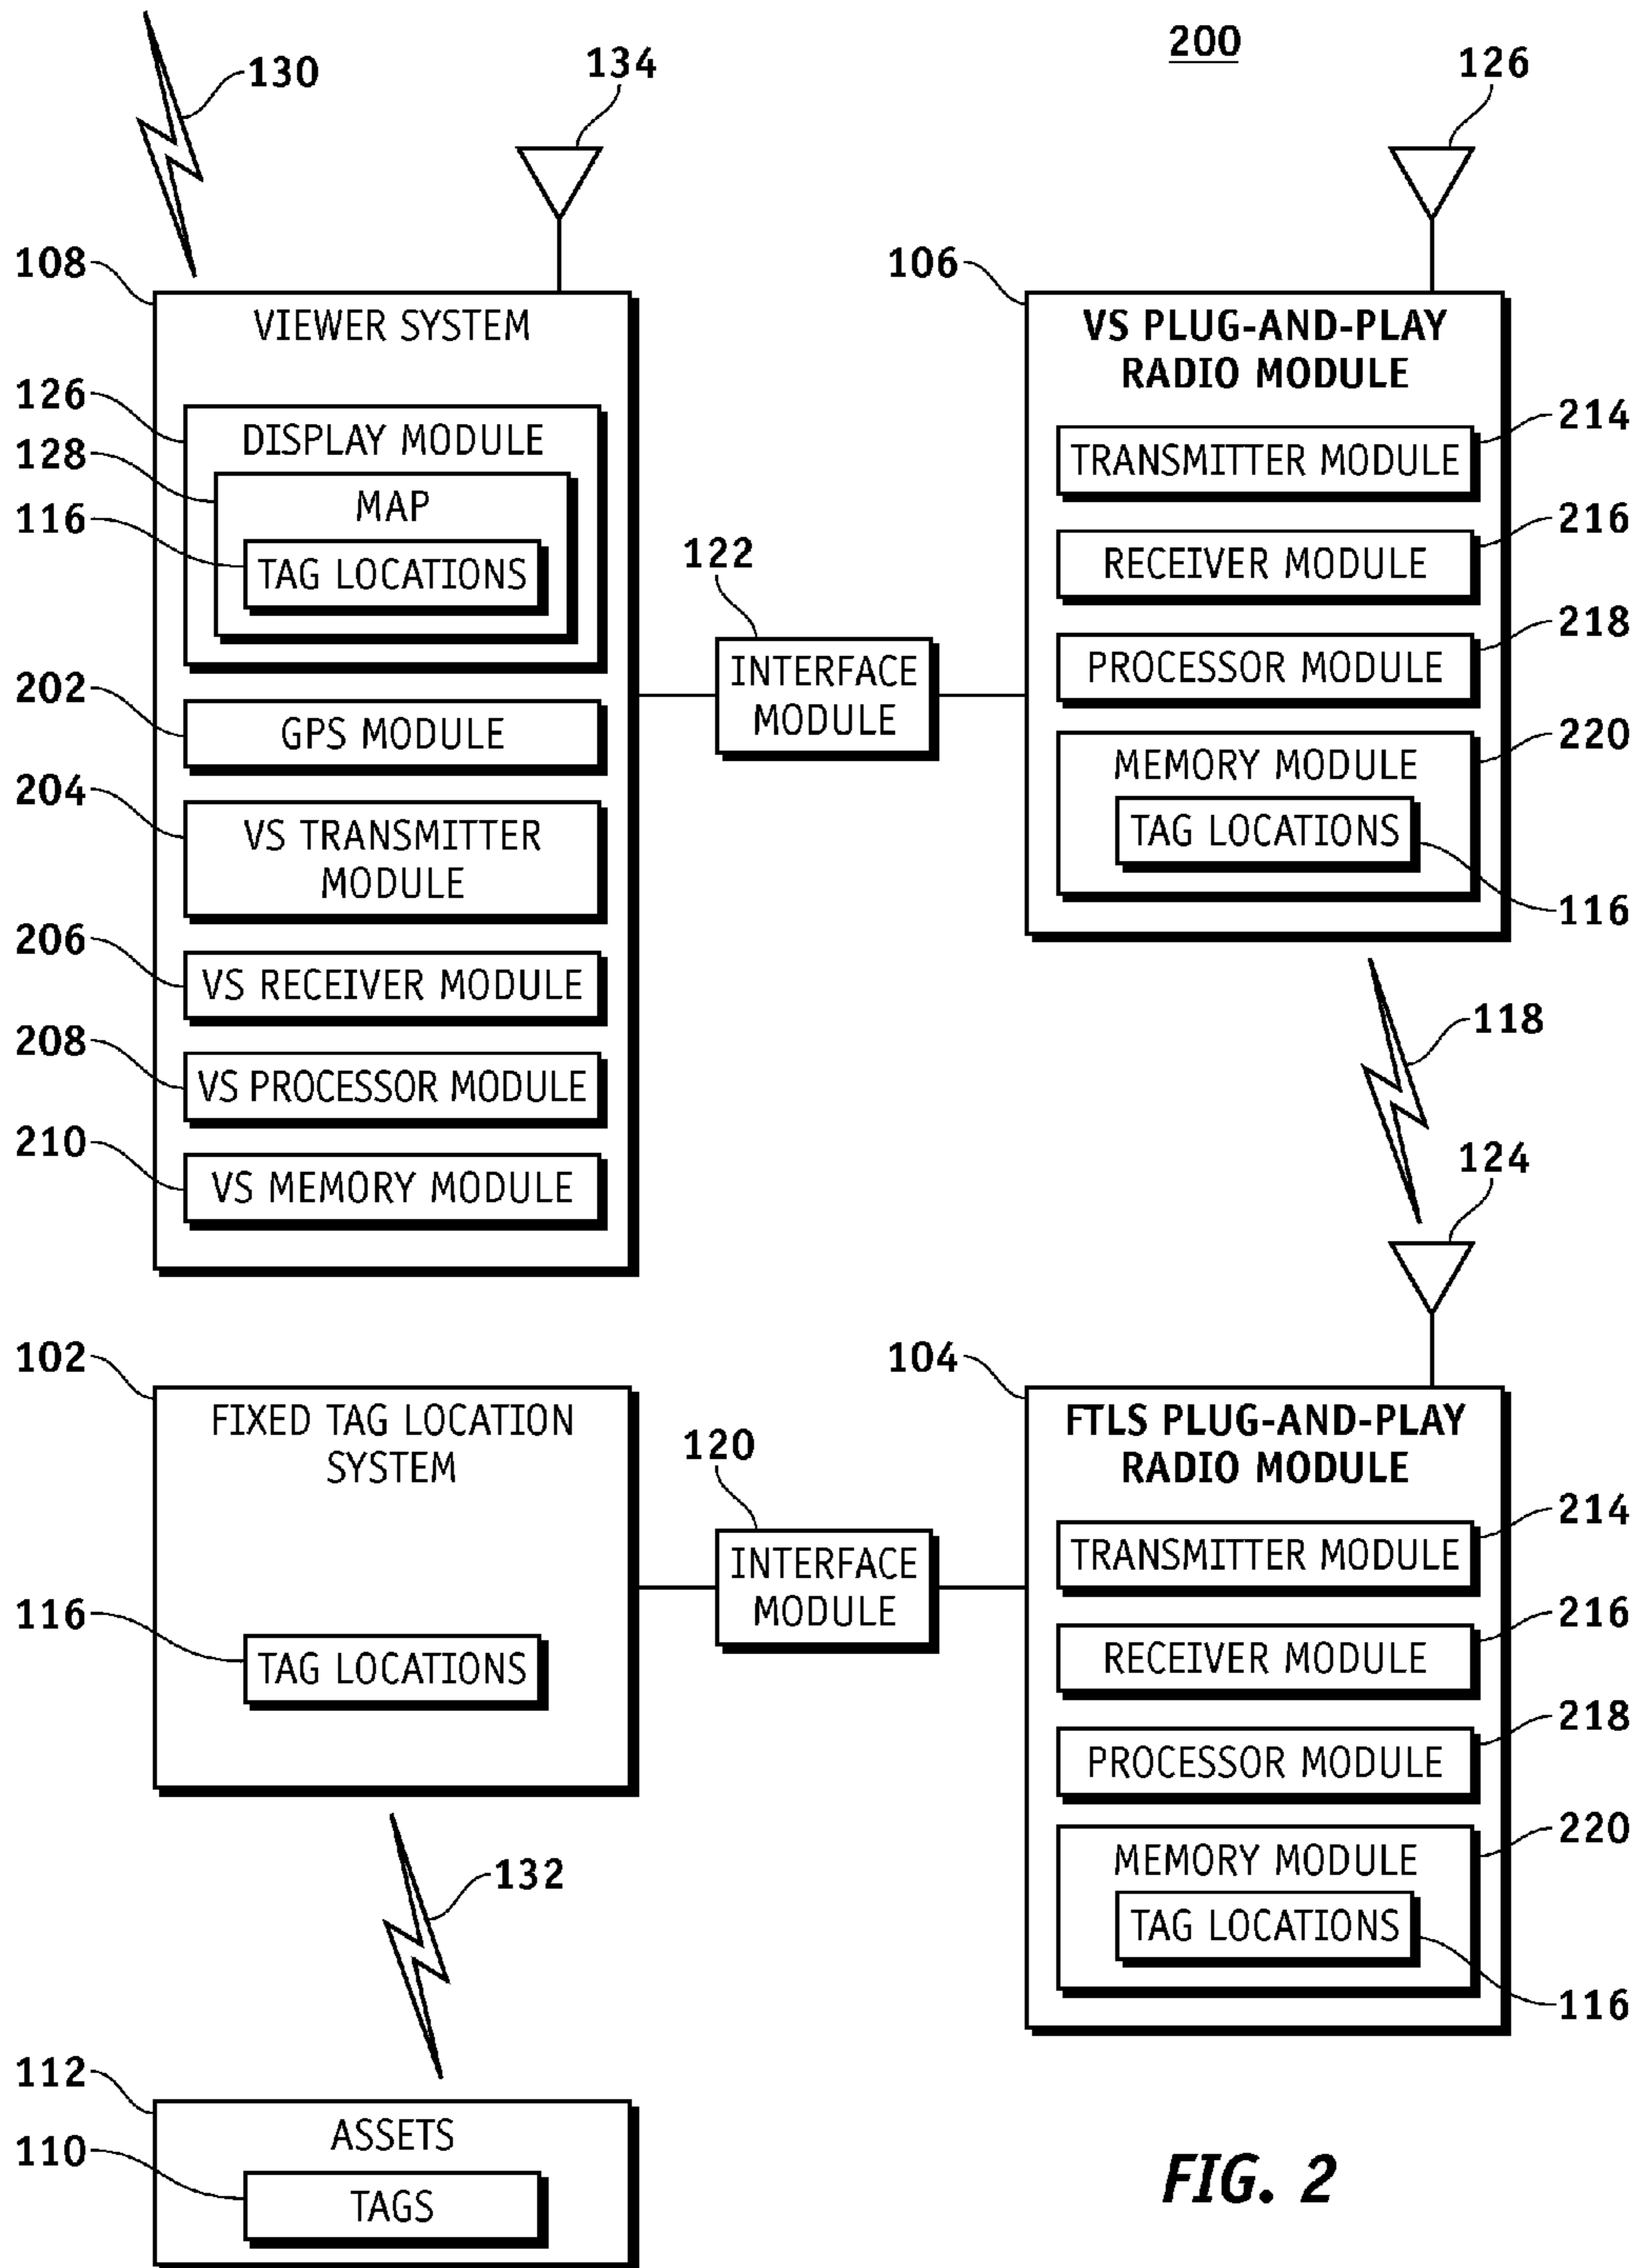 200
130
134
126
108
VIEWER SYSTEM
126
DISPLAY MODULE
128
MAP
116
TAG LOCATIONS
202
GPS MODULE
204
VS TRANSMITTER
MODULE
206
VS RECEIVER MODULE
208
VS PROCESSOR MODULE
210
VS MEMORY MODULE
122
INTERFACE
MODULE
106
VS PLUG-AND-PLAY
RADIO MODULE
214
TRANSMITTER MODULE
216
RECEIVER MODULE
218
PROCESSOR MODULE
220
MEMORY MODULE
TAG LOCATIONS
116
118
124
102
FIXED TAG LOCATION
SYSTEM
116
TAG LOCATIONS
120
INTERFACE
MODULE
104
FTLS PLUG-AND-PLAY
RADIO MODULE
214
TRANSMITTER MODULE
216
RECEIVER MODULE
218
PROCESSOR MODULE
220
MEMORY MODULE
TAG LOCATIONS
116
132
112
ASSETS
110
TAGS
FIG. 2